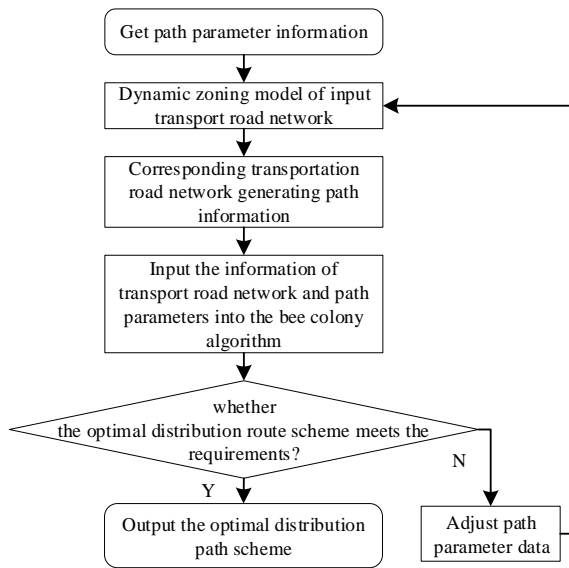 Get path parameter information
Dynamic zoning model of input
transport road network
Corresponding transportation
road network generating path
information
Input the information of
transport road network and path
parameters into the bee colony
algorithm
whether
the optimal distribution route scheme meets the
requirements?
N
Y
Output the optimal distribution
path scheme
Adjust path
parameter data